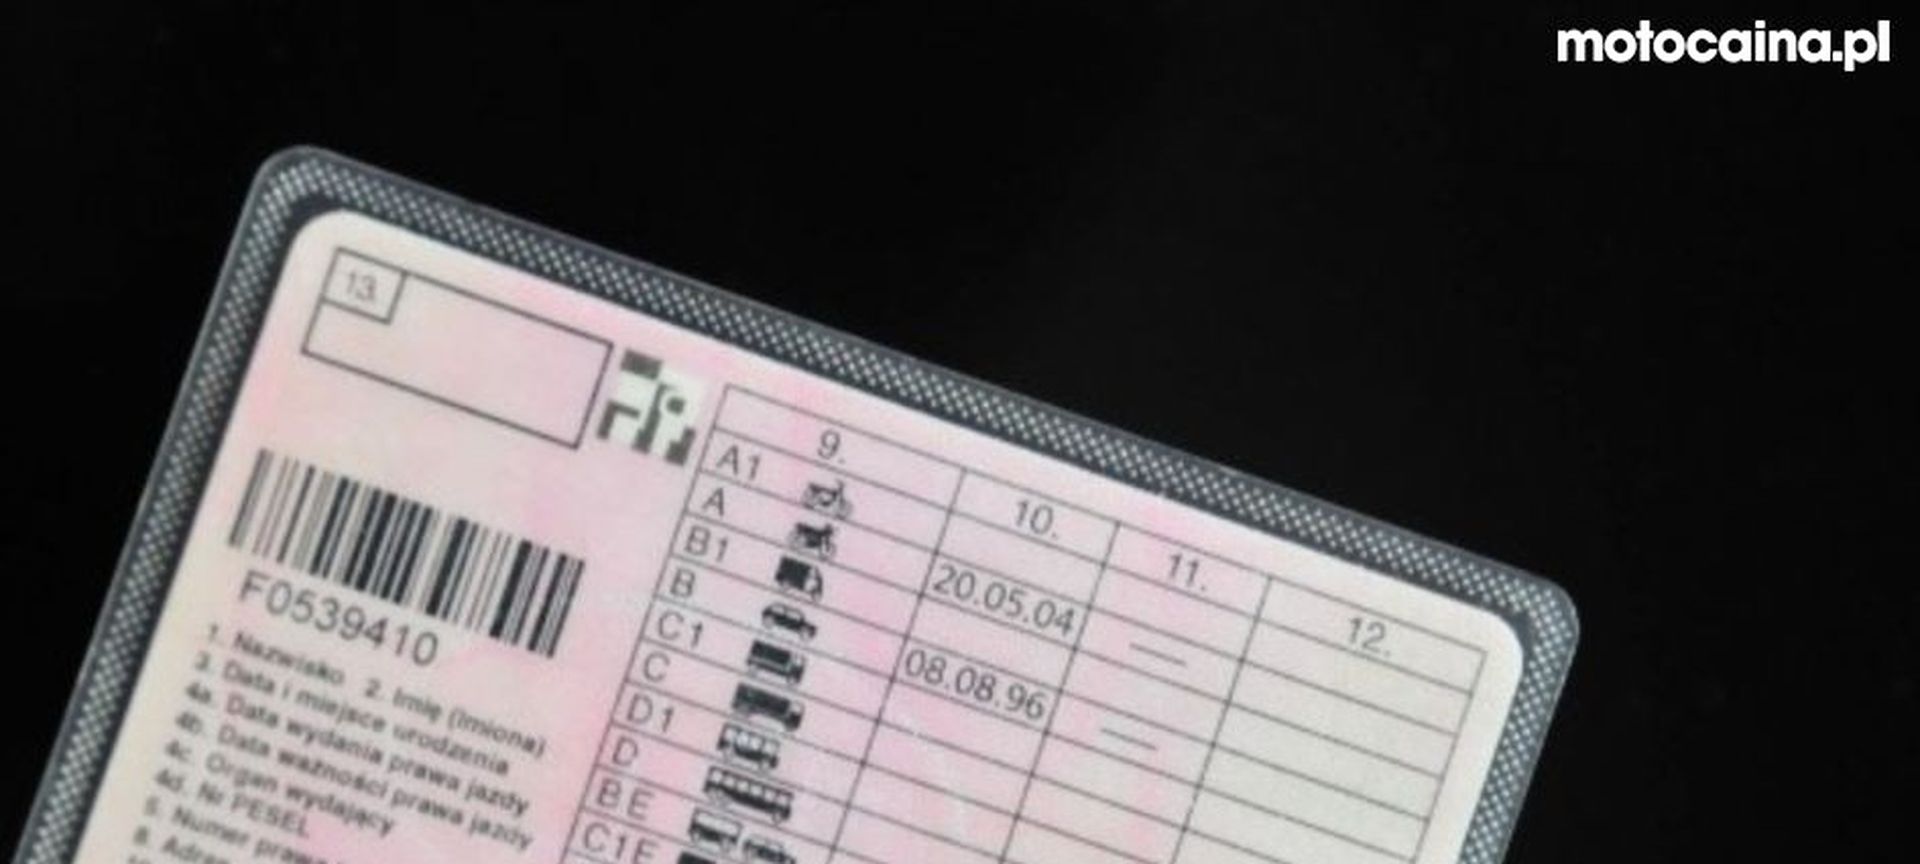 motocaina.pl
13.
9.
10.
11.
12.
A1
A
20.05.04
B1
B
08.08.96
C1
C
D1
D
BE
C1E
F0539410
1. Nazwisko 2. Imię (Imiona)
3. Data i miejsce urodzenia
4a. Data wydania prawa jazdy
4b. Data ważności prawa jazdy
4c. Organ wydający
4d. Nr PESEL
5. Numer prawa
8.